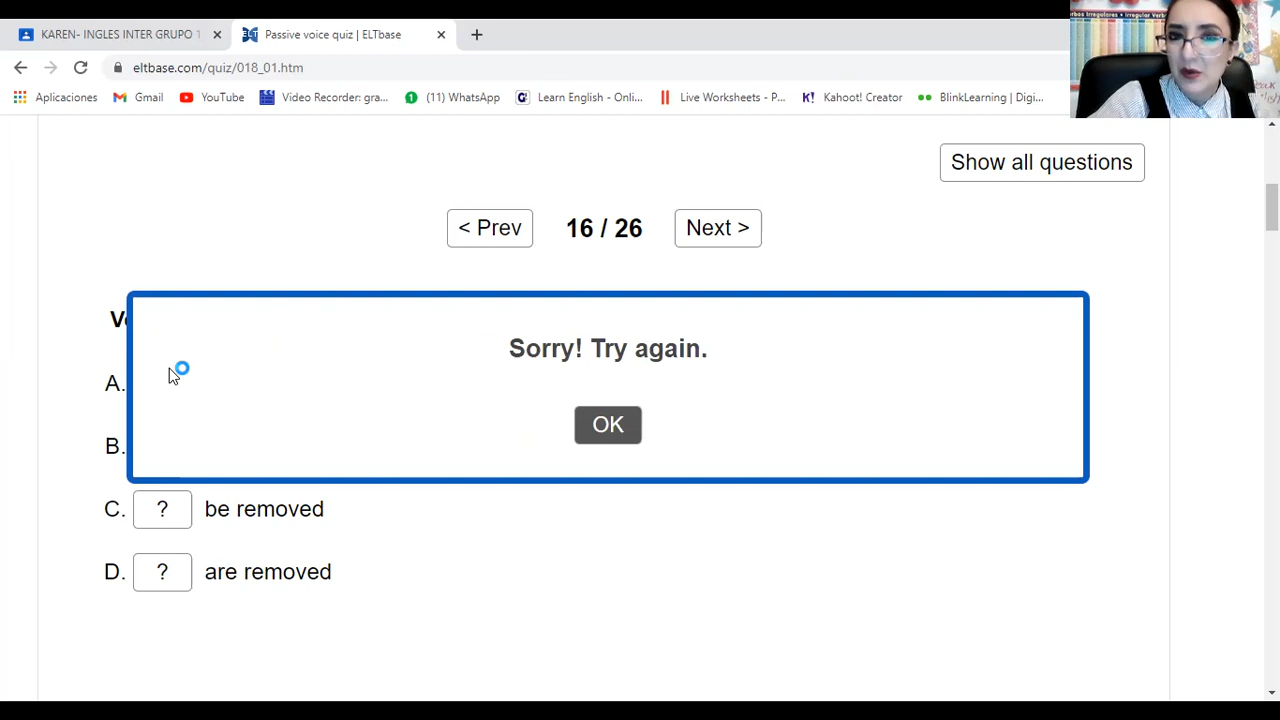 KAREN- INGLES INTER GRUPO 1
Passive voice quiz | ELTbase
eltbase.com/quiz/018_01.htm
Aplicaciones
Gmail
YouTube
Video Recorder: gra...
(11) WhatsApp
Learn English - Onli...
Live Worksheets - P...
Kahoot! Creator
BlinkLearning | Digi...
Show all questions
< Prev
16 / 26
Next >
Sorry! Try again.
OK
A.
B.
C. ? be removed
D. ? are removed